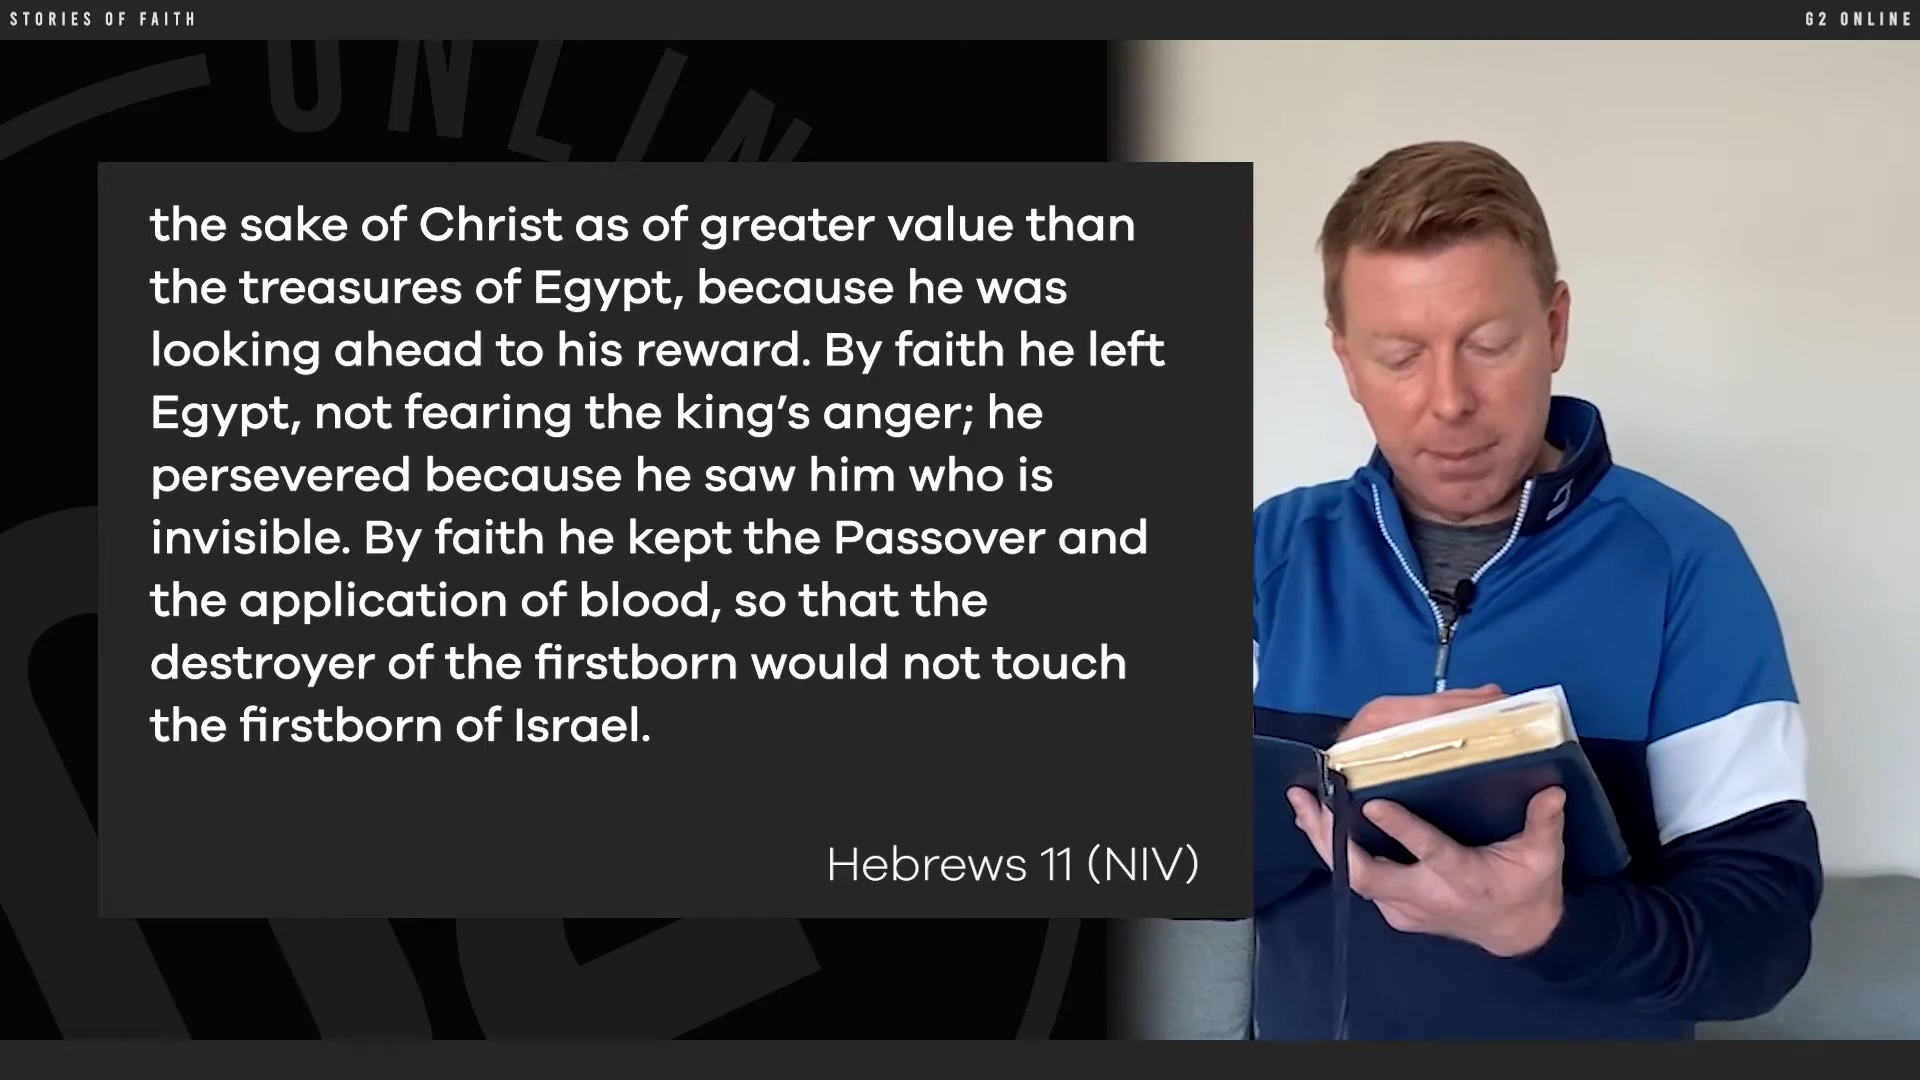 STORIES OF FAITH
G2 ONLINE
ONLIN
the sake of Christ as of greater value than
the treasures of Egypt, because he was
looking ahead to his reward. By faith he left
Egypt, not fearing the king’s anger; he
persevered because he saw him who is
invisible. By faith he kept the Passover and
the application of blood, so that the
destroyer of the firstborn would not touch
the firstborn of Israel.
Hebrews 11 (NIV)